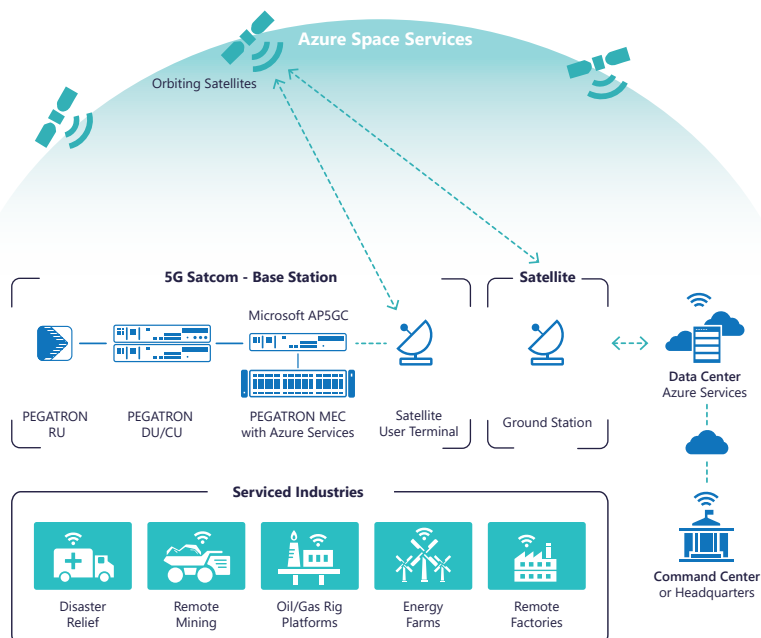 Azure Space Services
Orbiting Satellites
5G Satcom - Base Station
Satellite
Microsoft AP5GC
PEGATRON
RU
PEGATRON
DU/CU
PEGATRON MEC
with Azure Services
Satellite
User Terminal
Ground Station
Data Center
Azure Services
Command Center
or Headquarters
Serviced Industries
Disaster
Relief
Remote
Mining
Oil/Gas Rig
Platforms
Energy
Farms
Remote
Factories